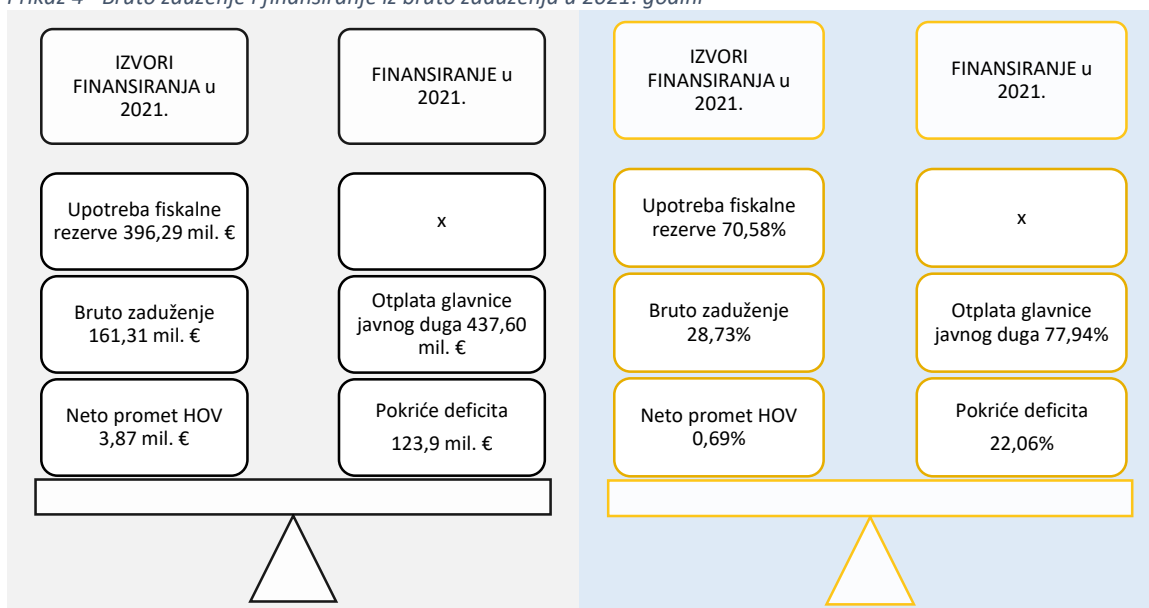 Prikaz 4 - Bruto zaduženje i finansiranje iz bruto zaduženja u 2021. godini
IZVORI
FINANSIRANJA u
2021.
FINANSIRANJE u
2021.
Upotreba fiskalne
rezerve 396,29 mil. €
x
Bruto zaduženje
161,31 mil. €
Otplata glavnice
javnog duga 437,60
mil. €
Neto promet HOV
3,87 mil. €
Pokriće deficita
123,9 mil. €
IZVORI
FINANSIRANJA u
2021.
FINANSIRANJE u
2021.
Upotreba fiskalne
rezerve 70,58%
x
Bruto zaduženje
28,73%
Otplata glavnice
javnog duga 77,94%
Neto promet HOV
0,69%
Pokriće deficita
22,06%